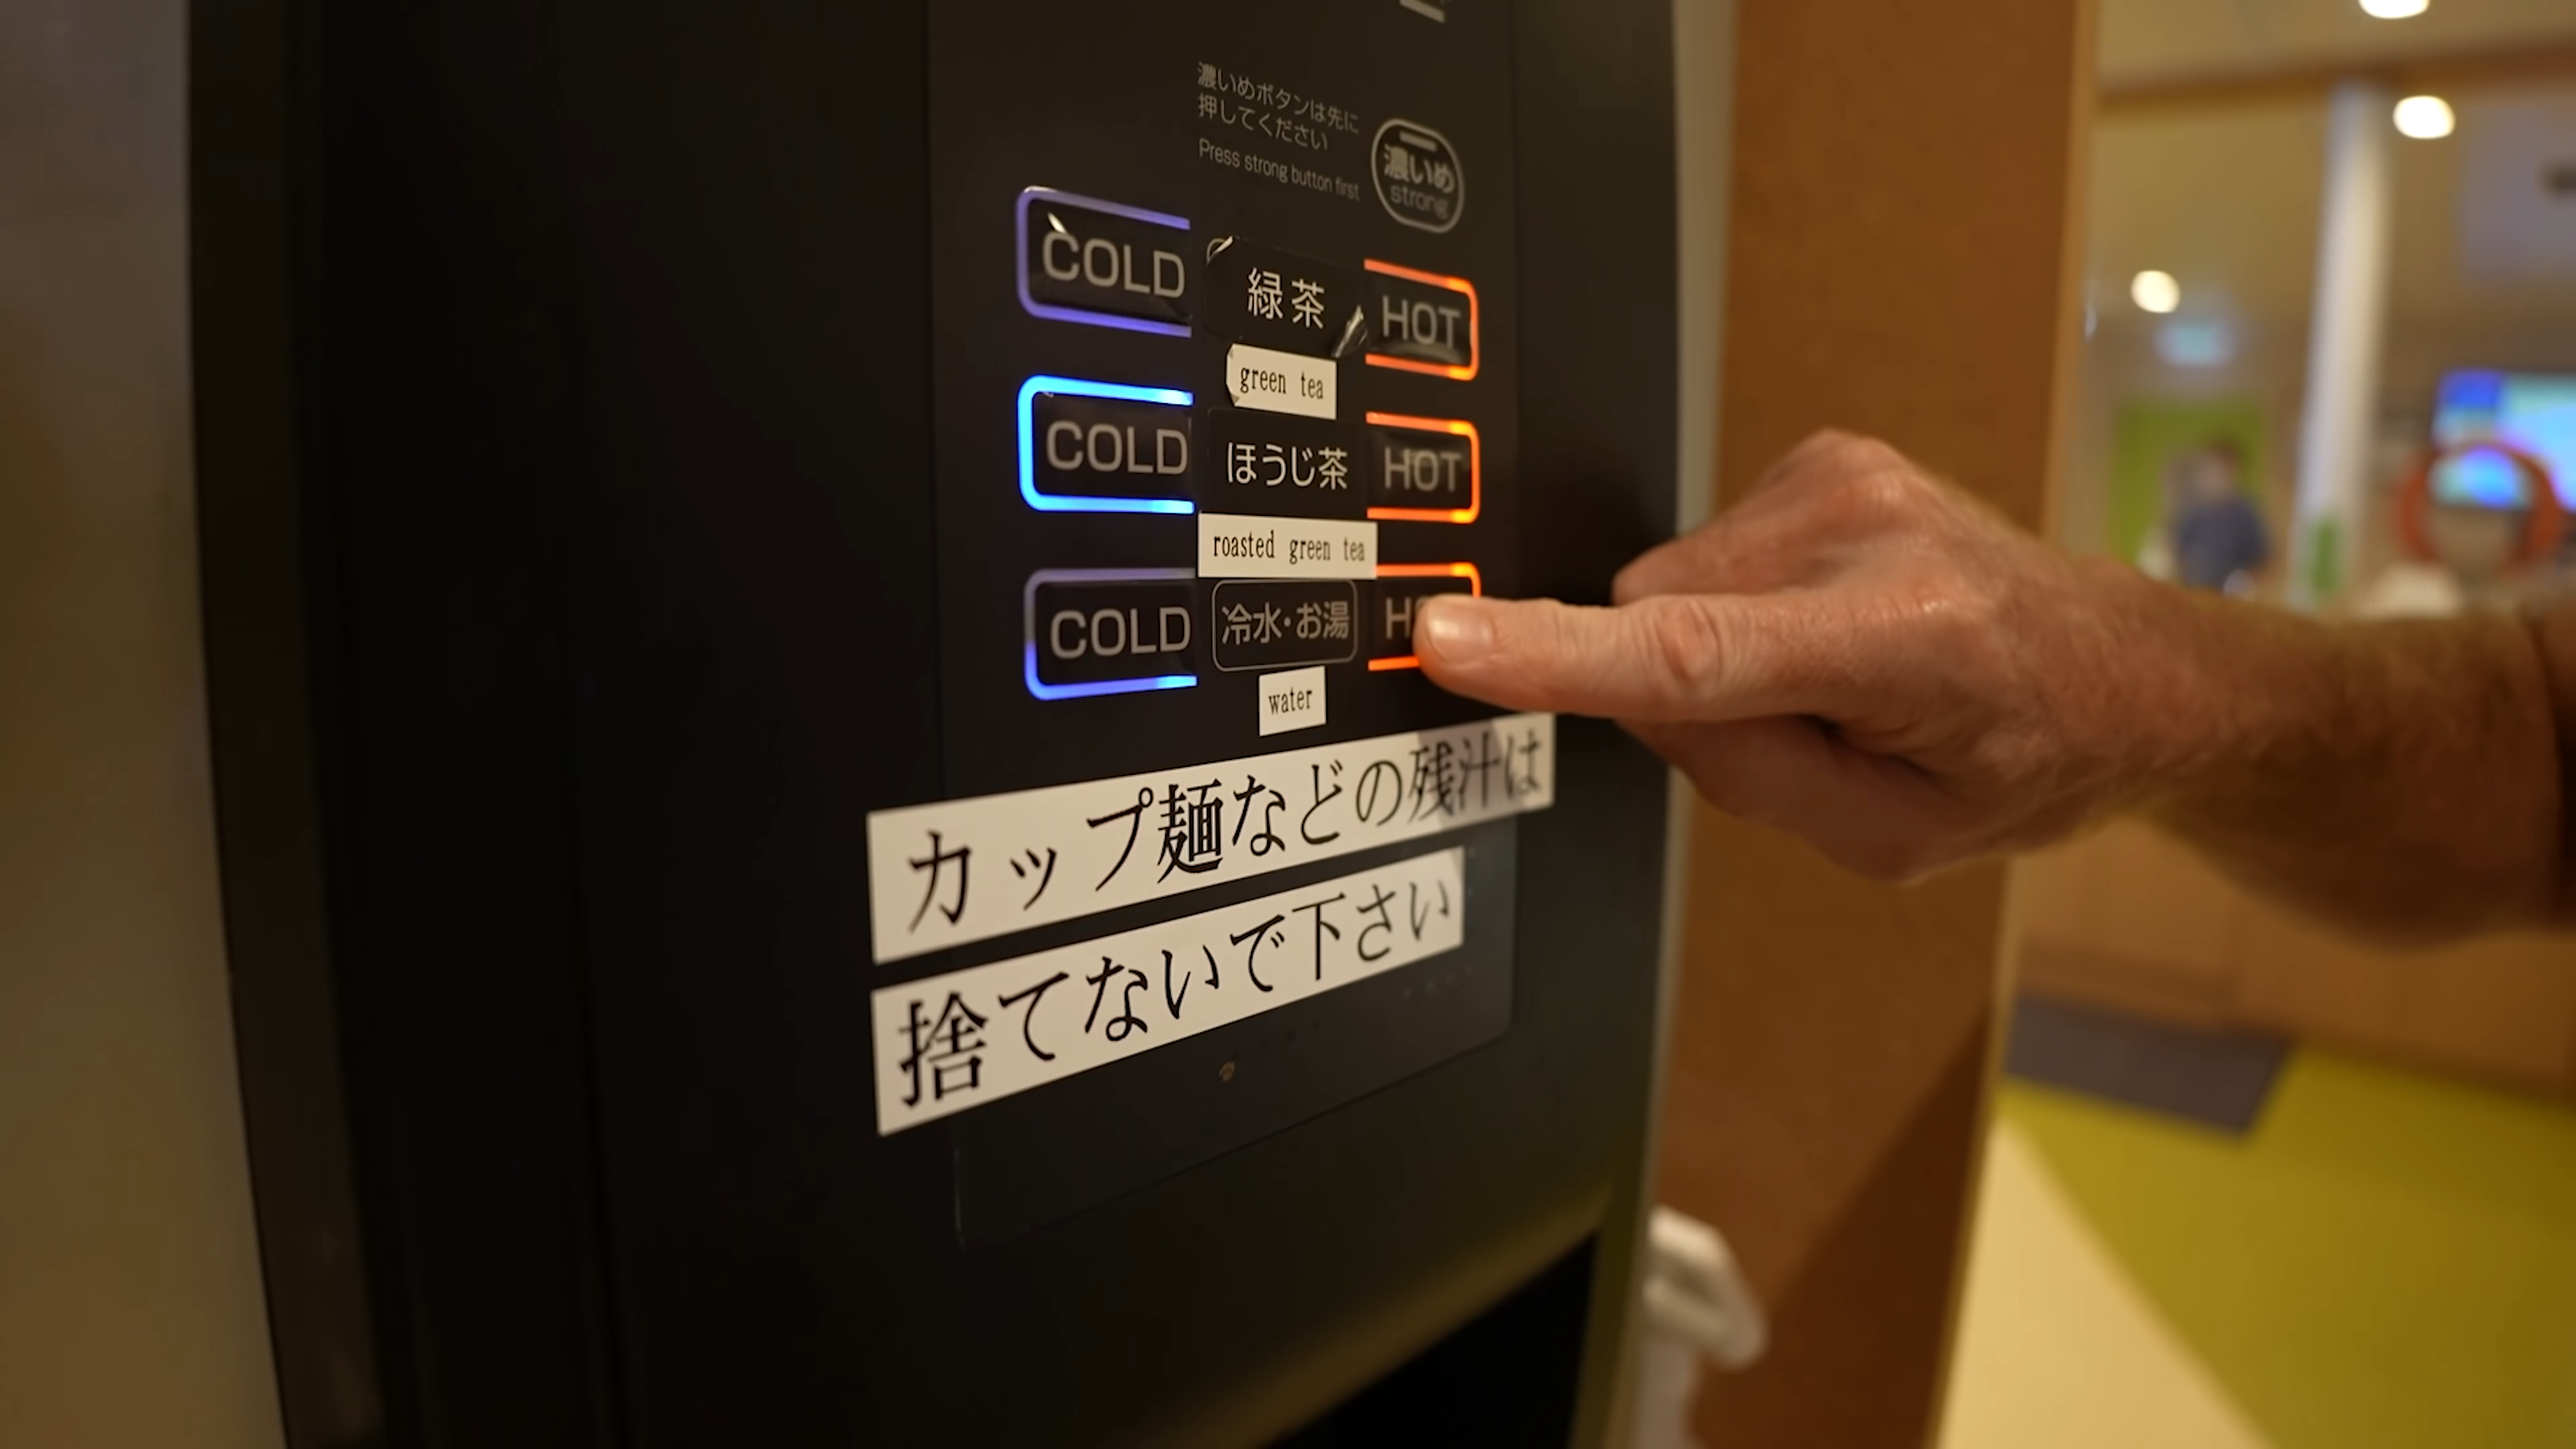 濃いめボタンは先に
押してください
Press strong button first
濃いめ
strong
COLD
緑茶
HOT
green tea
COLD
ほうじ茶
HOT
roasted green tea
COLD
冷水・お湯
water
カップ麺などの残汁は
捨てないで下さい